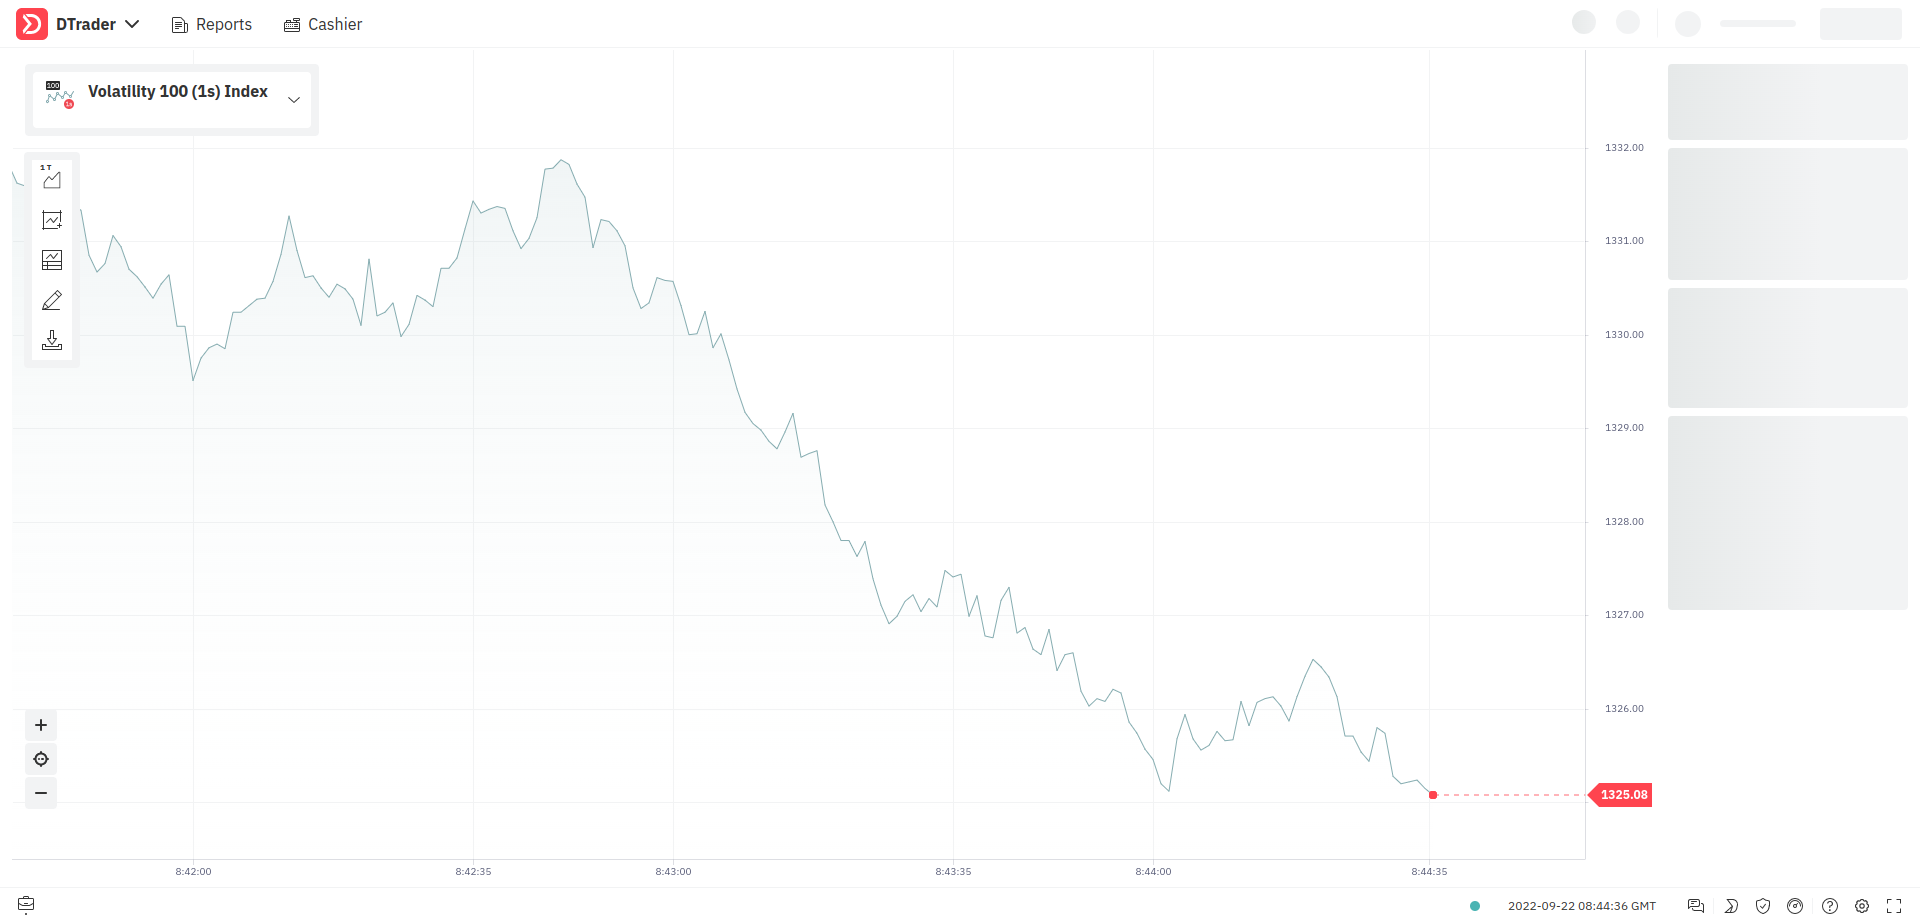 DTrader
Reports
Cashier
100
Volatility 100 (1s) Index
1s
1T
1332.00
1331.00
1330.00
1329.00
1328.00
1327.00
1326.00
1325.08
8:42:00
8:42:35
8:43:00
8:43:35
8:44:00
8:44:35
2022-09-22 08:44:36 GMT